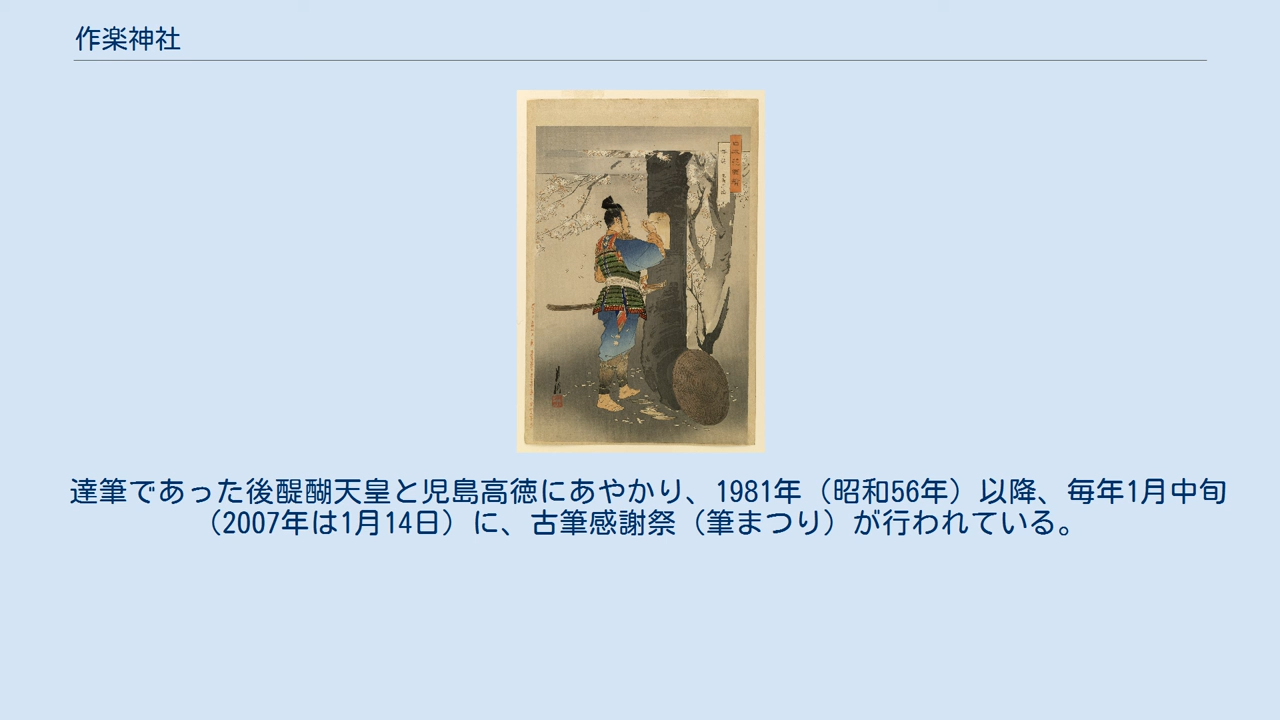 作楽神社
達筆であった後醍醐天皇と児島高徳にあやかり、1981年（昭和56年）以降、毎年1月中旬
（2007年は1月14日）に、古筆感謝祭（筆まつり）が行われている。